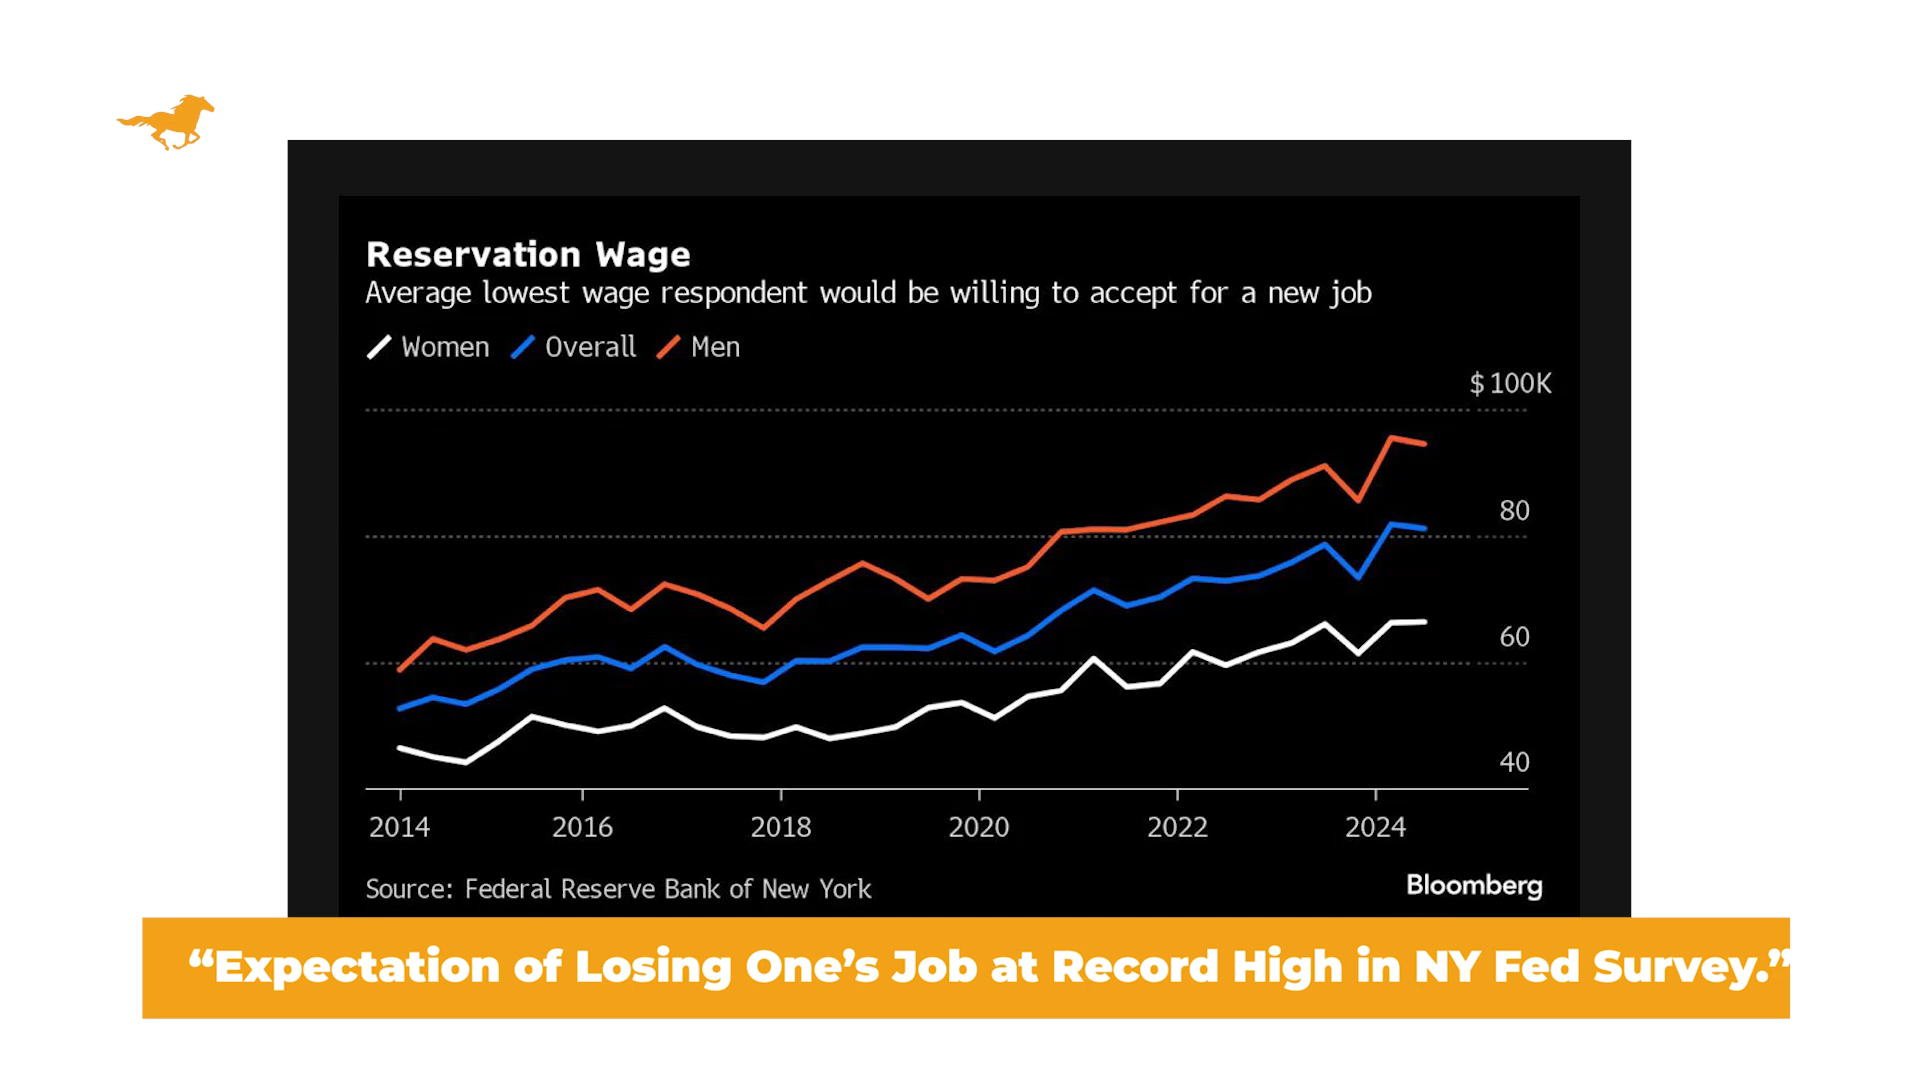 Reservation Wage
Average lowest wage respondent would be willing to accept for a new job
Women Overall Men
$100K
80
60
40
2014 2016 2018 2020 2022 2024
Source: Federal Reserve Bank of New York
Bloomberg
“Expectation of Losing One’s Job at Record High in NY Fed Survey.”